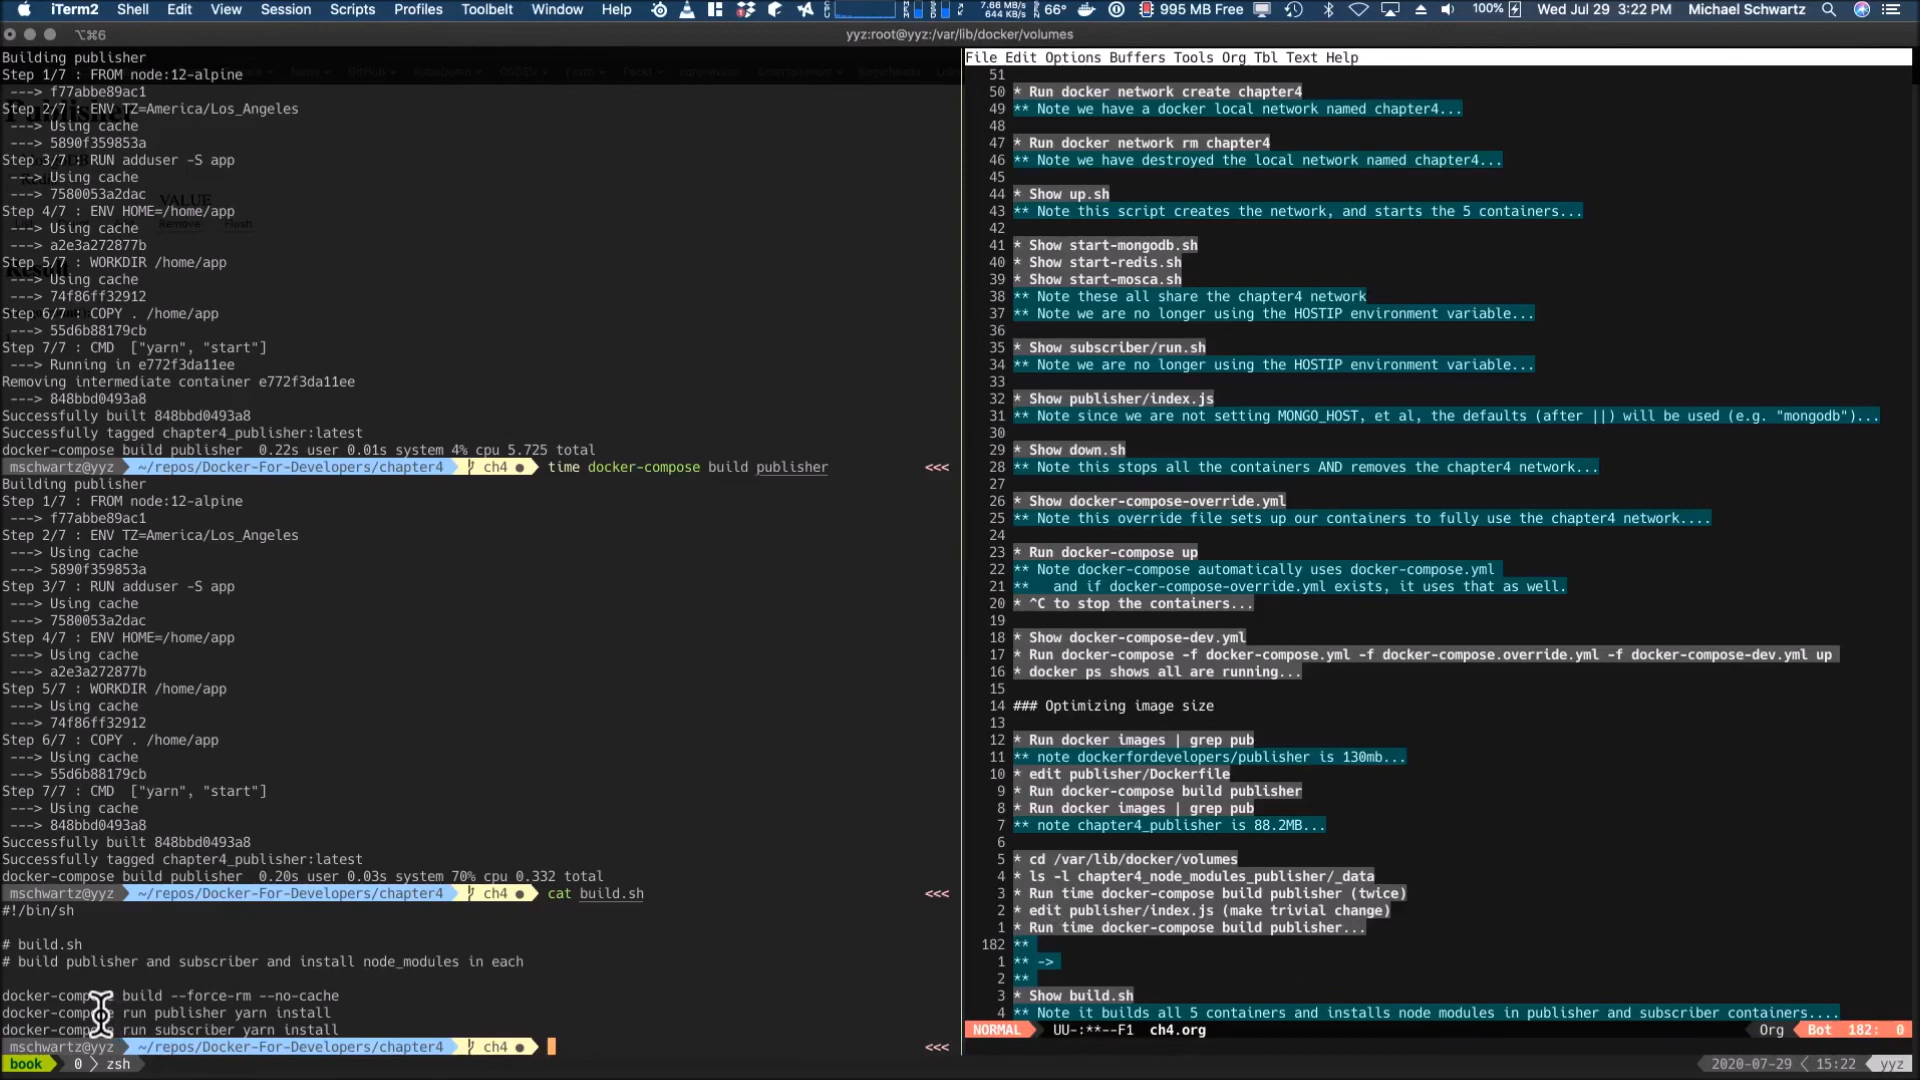 iTerm2 Shell Edit View Session Scripts Profiles Toolbelt Window Help 7.66 MB/s 644 KB/s 66° 995 MB Free 100% Wed Jul 29 3:22 PM Michael Schwartz
⌥⌘6 yyz:root@yyz:/var/lib/docker/volumes
Building publisher
Step 1/7 : FROM node:12-alpine
---> f77abbe89ac1
Step 2/7 : ENV TZ=America/Los_Angeles
---> Using cache
---> 5890f359853a
Step 3/7 : RUN adduser -S app
---> Using cache
---> 7580053a2dac
Step 4/7 : ENV HOME=/home/app
---> Using cache
---> a2e3a272877b
Step 5/7 : WORKDIR /home/app
---> Using cache
---> 74f86ff32912
Step 6/7 : COPY . /home/app
---> 55d6b88179cb
Step 7/7 : CMD ["yarn", "start"]
---> Running in e772f3da11ee
Removing intermediate container e772f3da11ee
---> 848bbd0493a8
Successfully built 848bbd0493a8
Successfully tagged chapter4_publisher:latest
docker-compose build publisher 0.22s user 0.01s system 4% cpu 5.725 total
mschwartz@yyz ~/repos/Docker-For-Developers/chapter4 ch4 ● time docker-compose build publisher <<<
Building publisher
Step 1/7 : FROM node:12-alpine
---> f77abbe89ac1
Step 2/7 : ENV TZ=America/Los_Angeles
---> Using cache
---> 5890f359853a
Step 3/7 : RUN adduser -S app
---> Using cache
---> 7580053a2dac
Step 4/7 : ENV HOME=/home/app
---> Using cache
---> a2e3a272877b
Step 5/7 : WORKDIR /home/app
---> Using cache
---> 74f86ff32912
Step 6/7 : COPY . /home/app
---> Using cache
---> 55d6b88179cb
Step 7/7 : CMD ["yarn", "start"]
---> Using cache
---> 848bbd0493a8
Successfully built 848bbd0493a8
Successfully tagged chapter4_publisher:latest
docker-compose build publisher 0.20s user 0.03s system 70% cpu 0.332 total
mschwartz@yyz ~/repos/Docker-For-Developers/chapter4 ch4 ● cat build.sh <<<
#!/bin/sh
# build.sh
# build publisher and subscriber and install node_modules in each
docker-compose build --force-rm --no-cache
docker-compose run publisher yarn install
docker-compose run subscriber yarn install
mschwartz@yyz ~/repos/Docker-For-Developers/chapter4 ch4 ● <<<
book 0 zsh
Publisher
VALUE
Remove Flush
Result
File Edit Options Buffers Tools Org Tbl Text Help
51
50 * Run docker network create chapter4
49 ** Note we have a docker local network named chapter4...
48
47 * Run docker network rm chapter4
46 ** Note we have destroyed the local network named chapter4...
45
44 * Show up.sh
43 ** Note this script creates the network, and starts the 5 containers...
42
41 * Show start-mongodb.sh
40 * Show start-redis.sh
39 * Show start-mosca.sh
38 ** Note these all share the chapter4 network
37 ** Note we are no longer using the HOSTIP environment variable...
36
35 * Show subscriber/run.sh
34 ** Note we are no longer using the HOSTIP environment variable...
33
32 * Show publisher/index.js
31 ** Note since we are not setting MONGO_HOST, et al, the defaults (after ||) will be used (e.g. "mongodb")...
30
29 * Show down.sh
28 ** Note this stops all the containers AND removes the chapter4 network...
27
26 * Show docker-compose-override.yml
25 ** Note this override file sets up our containers to fully use the chapter4 network....
24
23 * Run docker-compose up
22 ** Note docker-compose automatically uses docker-compose.yml
21 ** and if docker-compose-override.yml exists, it uses that as well.
20 * ^C to stop the containers...
19
18 * Show docker-compose-dev.yml
17 * Run docker-compose -f docker-compose.yml -f docker-compose.override.yml -f docker-compose-dev.yml up
16 * docker ps shows all are running...
15
14 ### Optimizing image size
13
12 * Run docker images | grep pub
11 ** note dockerfordevelopers/publisher is 130mb...
10 * edit publisher/Dockerfile
9 * Run docker-compose build publisher
8 * Run docker images | grep pub
7 ** note chapter4_publisher is 88.2MB...
6
5 * cd /var/lib/docker/volumes
4 * ls -l chapter4_node_modules_publisher/_data
3 * Run time docker-compose build publisher (twice)
2 * edit publisher/index.js (make trivial change)
1 * Run time docker-compose build publisher...
182 **
1 ** ->
2 **
3 * Show build.sh
4 ** Note it builds all 5 containers and installs node modules in publisher and subscriber containers....
NORMAL UU-:**--F1 ch4.org Org Bot 182: 0
2020-07-29 15:22 yyz